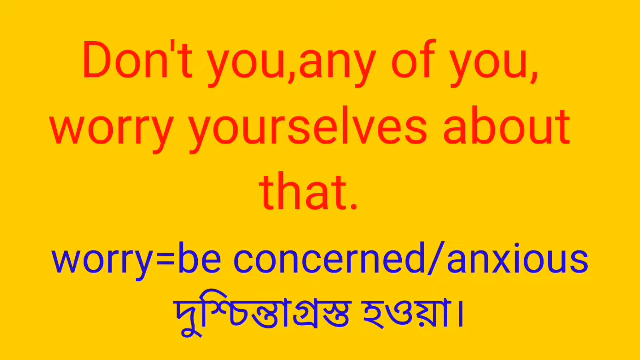 Don't you,any of you,
worry yourselves about
that.
worry=be concerned/anxious
দুশ্চিন্তাগ্রস্ত হওয়া।